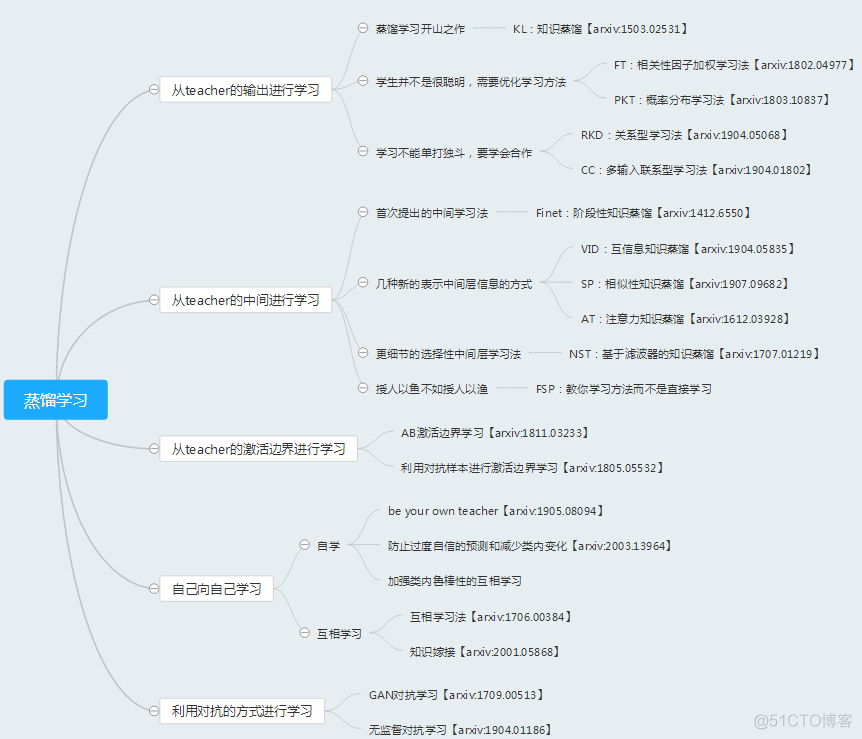 蒸馏学习
从teacher的输出进行学习
蒸馏学习开山之作
KL：知识蒸馏【arxiv:1503.02531】
学生并不是很聪明，需要优化学习方法
FT：相关性因子加权学习法【arxiv:1802.04977】
PKT：概率分布学习法【arxiv:1803.10837】
学习不能单打独斗，要学会合作
RKD：关系型学习法【arxiv:1904.05068】
CC：多输入联系型学习法【arxiv:1904.01802】
从teacher的中间进行学习
首次提出的中间学习法
Finet：阶段性知识蒸馏【arxiv:1412.6550】
几种新的表示中间层信息的方式
VID：互信息知识蒸馏【arxiv:1904.05835】
SP：相似性知识蒸馏【arxiv:1907.09682】
AT：注意力知识蒸馏【arxiv:1612.03928】
更细节的选择性中间层学习法
NST：基于滤波器的知识蒸馏【arxiv:1707.01219】
授人以鱼不如授人以渔
FSP：教你学习方法而不是直接学习
从teacher的激活边界进行学习
AB激活边界学习【arxiv:1811.03233】
利用对抗样本进行激活边界学习【arxiv:1805.05532】
自己向自己学习
自学
be your own teacher【arxiv:1905.08094】
防止过度自信的预测和减少类内变化【arxiv:2003.13964】
加强类内鲁棒性的互相学习
互相学习
互相学习法【arxiv:1706.00384】
知识嫁接【arxiv:2001.05868】
利用对抗的方式进行学习
GAN对抗学习【arxiv:1709.00513】
无监督对抗学习【arxiv:1904.01186】
@51CTO博客